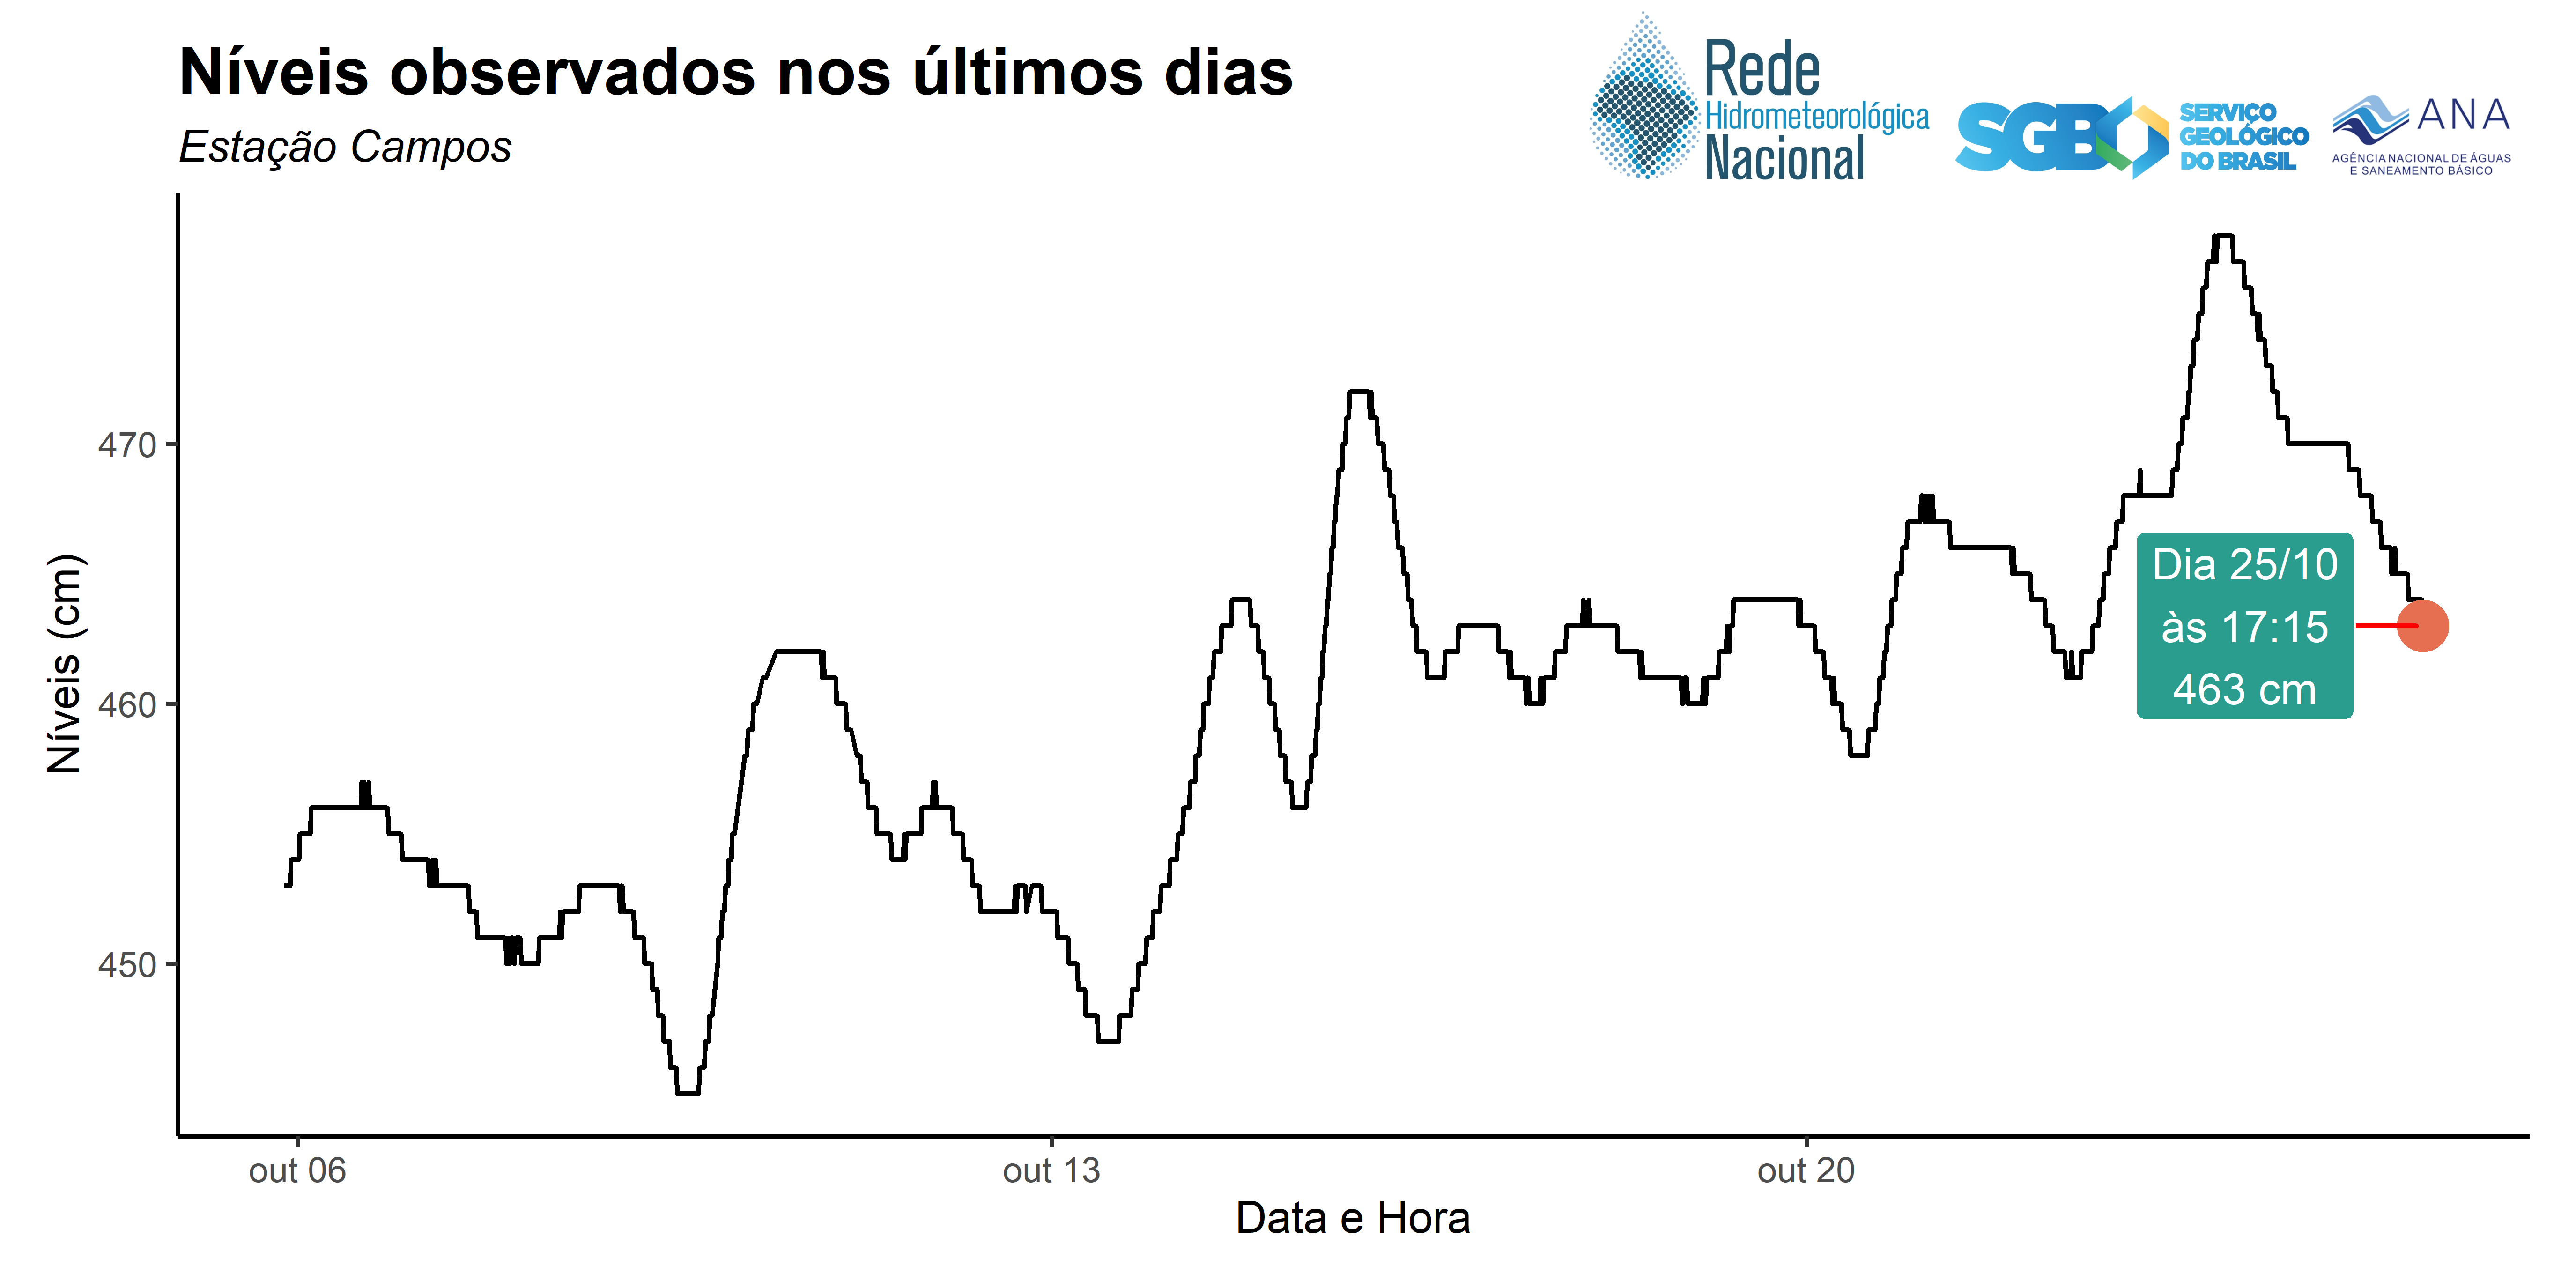 Níveis observados nos últimos dias
Estação Campos
Rede
Hidrometeorológica
Nacional
SGB
SERVIÇO
GEOLÓGICO
DO BRASIL
ANA
AGÊNCIA NACIONAL DE ÁGUAS
E SANEAMENTO BÁSICO
Níveis (cm)
470
460
450
Dia 25/10
às 17:15
463 cm
out 06
out 13
out 20
Data e Hora